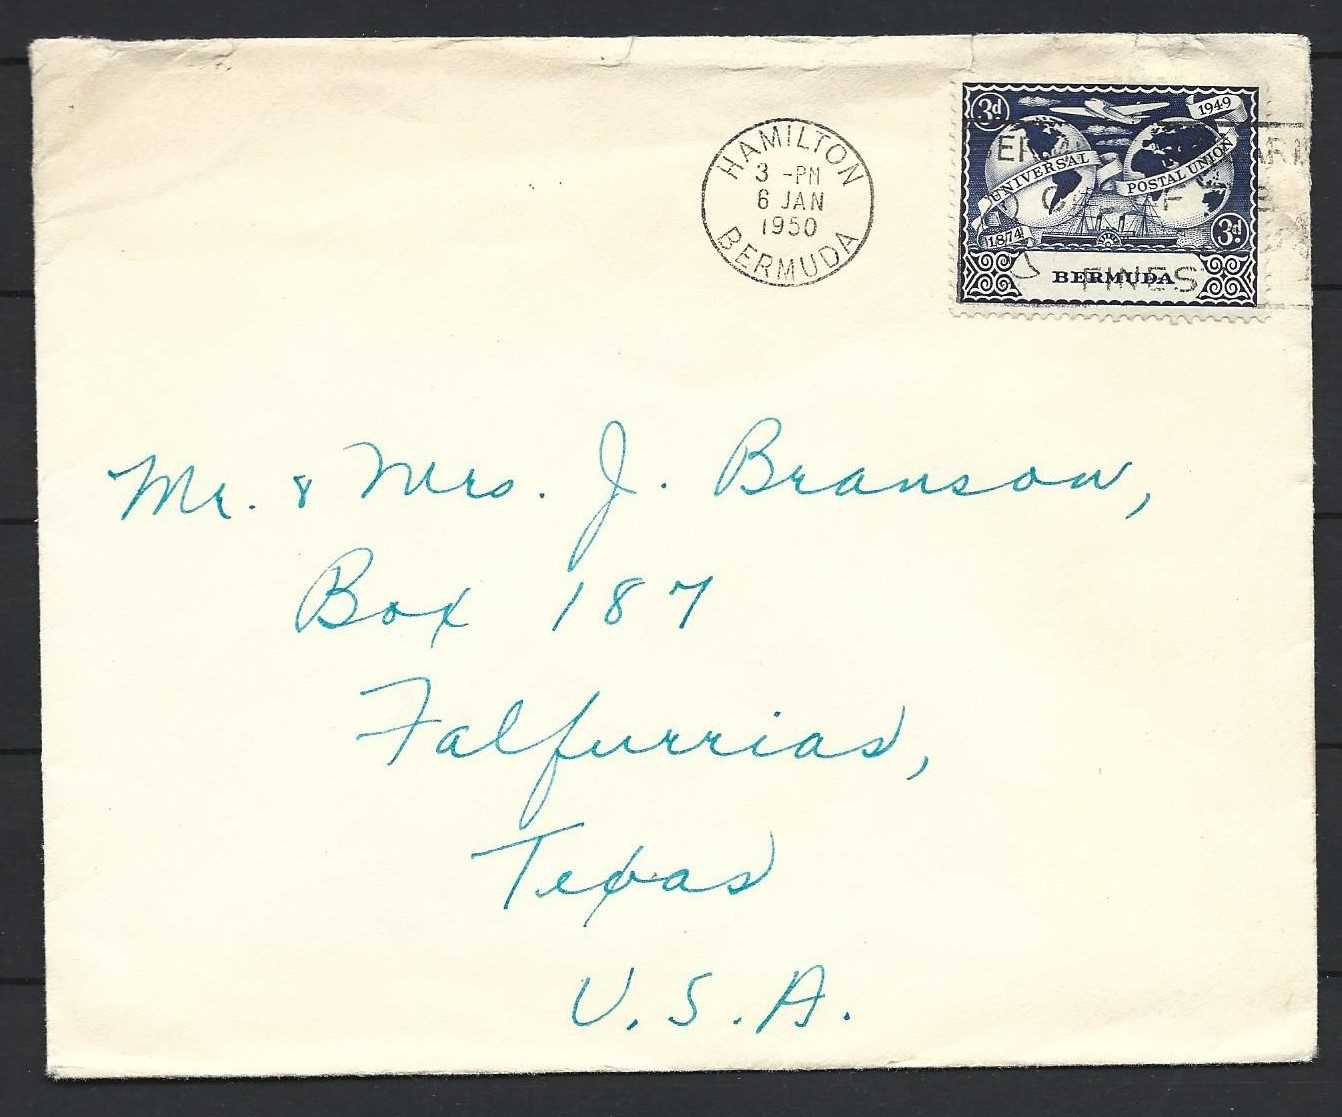 HAMILTON
3 -PM
6 JAN
1950
BERMUDA
3d
1949
UNIVERSAL
POSTAL UNION
1874
3d.
BERMUDA
FINEST
Mr. & Mrs. J. Branson,
Box 187
Falfurrias,
Texas
U.S.A.